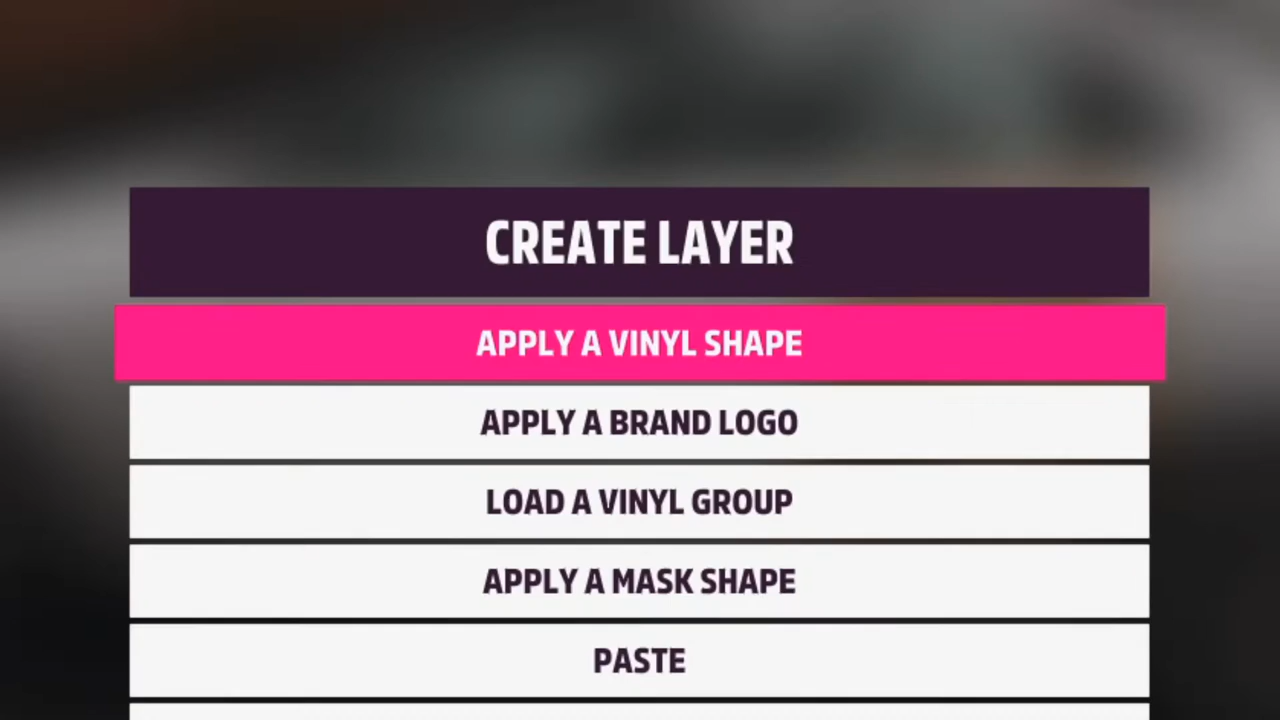 CREATE LAYER
APPLY A VINYL SHAPE
APPLY A BRAND LOGO
LOAD A VINYL GROUP
APPLY A MASK SHAPE
PASTE